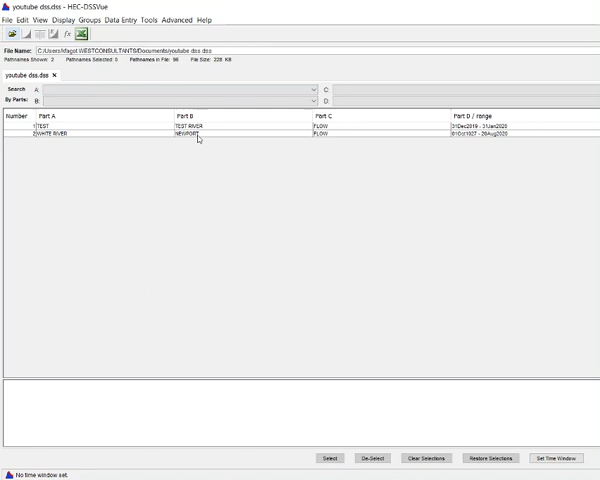 youtube dss.dss - HEC-DSSVue
File Edit View Display Groups Data Entry Tools Advanced Help
fx
File Name: C:/Users/kfagot.WESTCONSULTANTS/Documents/youtube dss.dss
Pathnames Shown: 2 Pathnames Selected: 0 Pathnames in File: 96 File Size: 228 KB
youtube dss.dss ×
Search A: C:
By Parts: B: D:
Number Part A Part B Part C Part D / range
1 TEST TEST RIVER FLOW 31Dec2019 - 31Jan2020
2 WHITE RIVER NEWPORT FLOW 01Oct1927 - 20Aug2020
Select De-Select Clear Selections Restore Selections Set Time Window
No time window set.